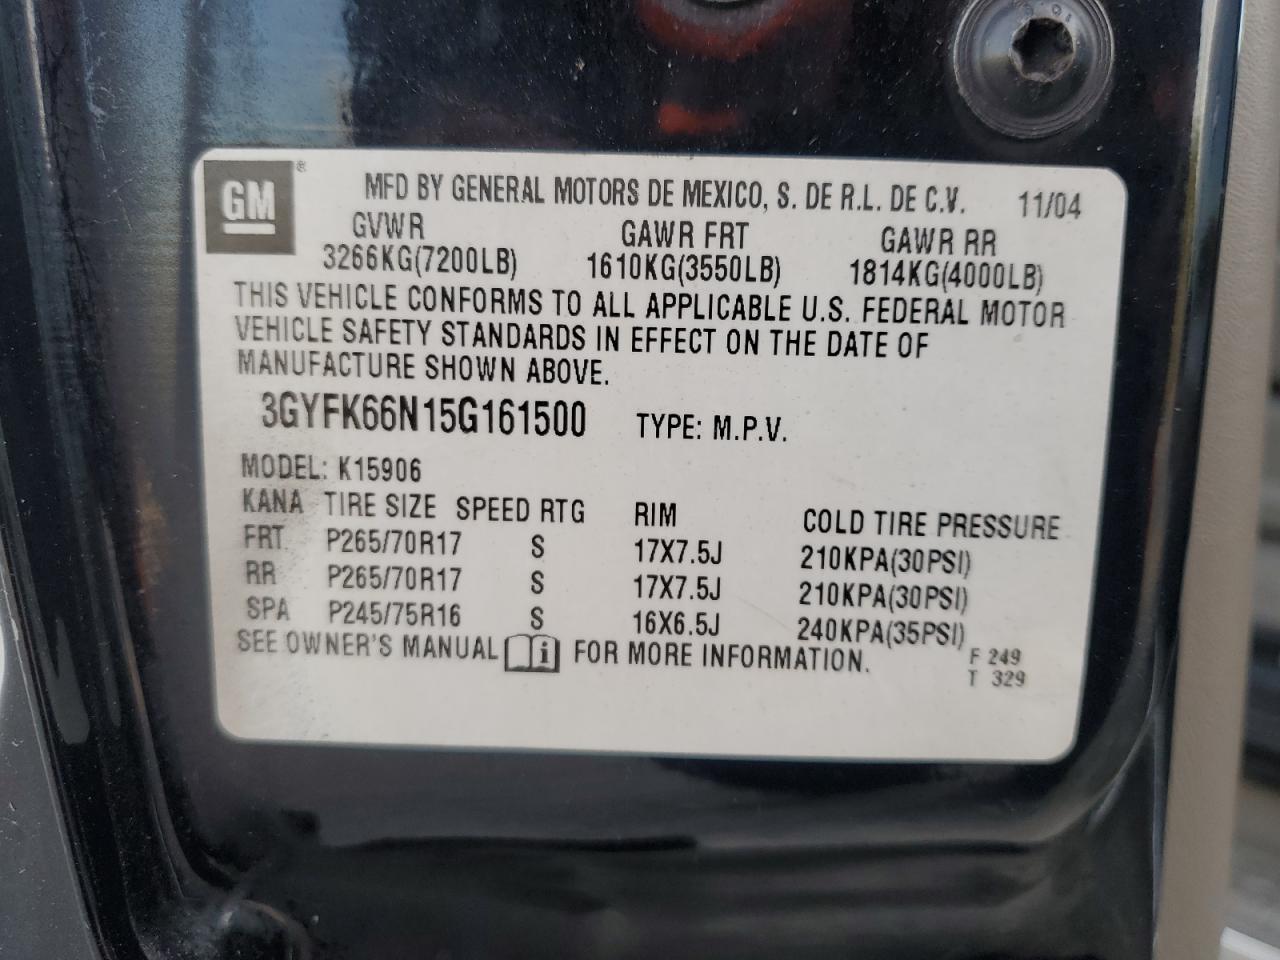 GM ®
MFD BY GENERAL MOTORS DE MEXICO, S. DE R.L. DE C.V. 11/04
GVWR GAWR FRT GAWR RR
3266KG(7200LB) 1610KG(3550LB) 1814KG(4000LB)
THIS VEHICLE CONFORMS TO ALL APPLICABLE U.S. FEDERAL MOTOR
VEHICLE SAFETY STANDARDS IN EFFECT ON THE DATE OF
MANUFACTURE SHOWN ABOVE.
3GYFK66N15G161500 TYPE: M.P.V.
MODEL: K15906
KANA TIRE SIZE SPEED RTG RIM COLD TIRE PRESSURE
FRT P265/70R17 S 17X7.5J 210KPA(30PSI)
RR P265/70R17 S 17X7.5J 210KPA(30PSI)
SPA P245/75R16 S 16X6.5J 240KPA(35PSI)
SEE OWNER'S MANUAL i FOR MORE INFORMATION.
F 249
T 329